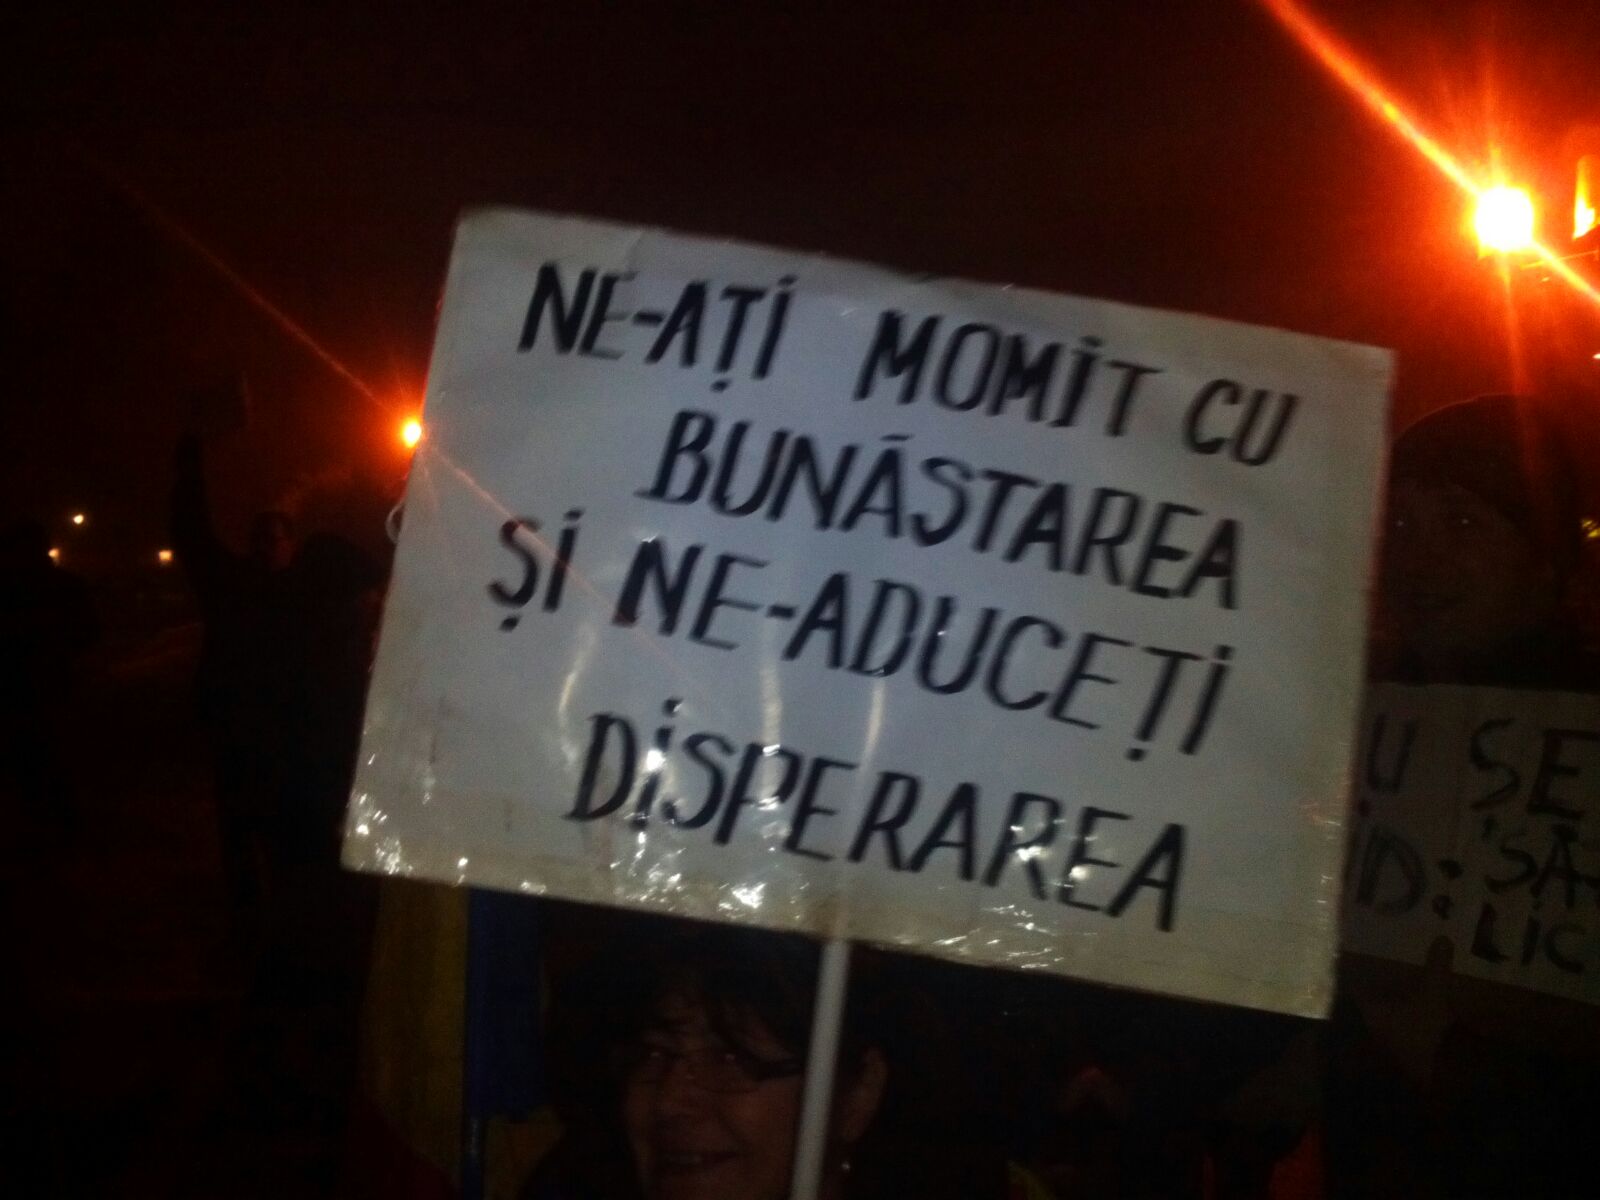 NE-AȚI MOMIT CU
BUNĂSTAREA
ȘI NE-ADUCEȚI
DISPERAREA